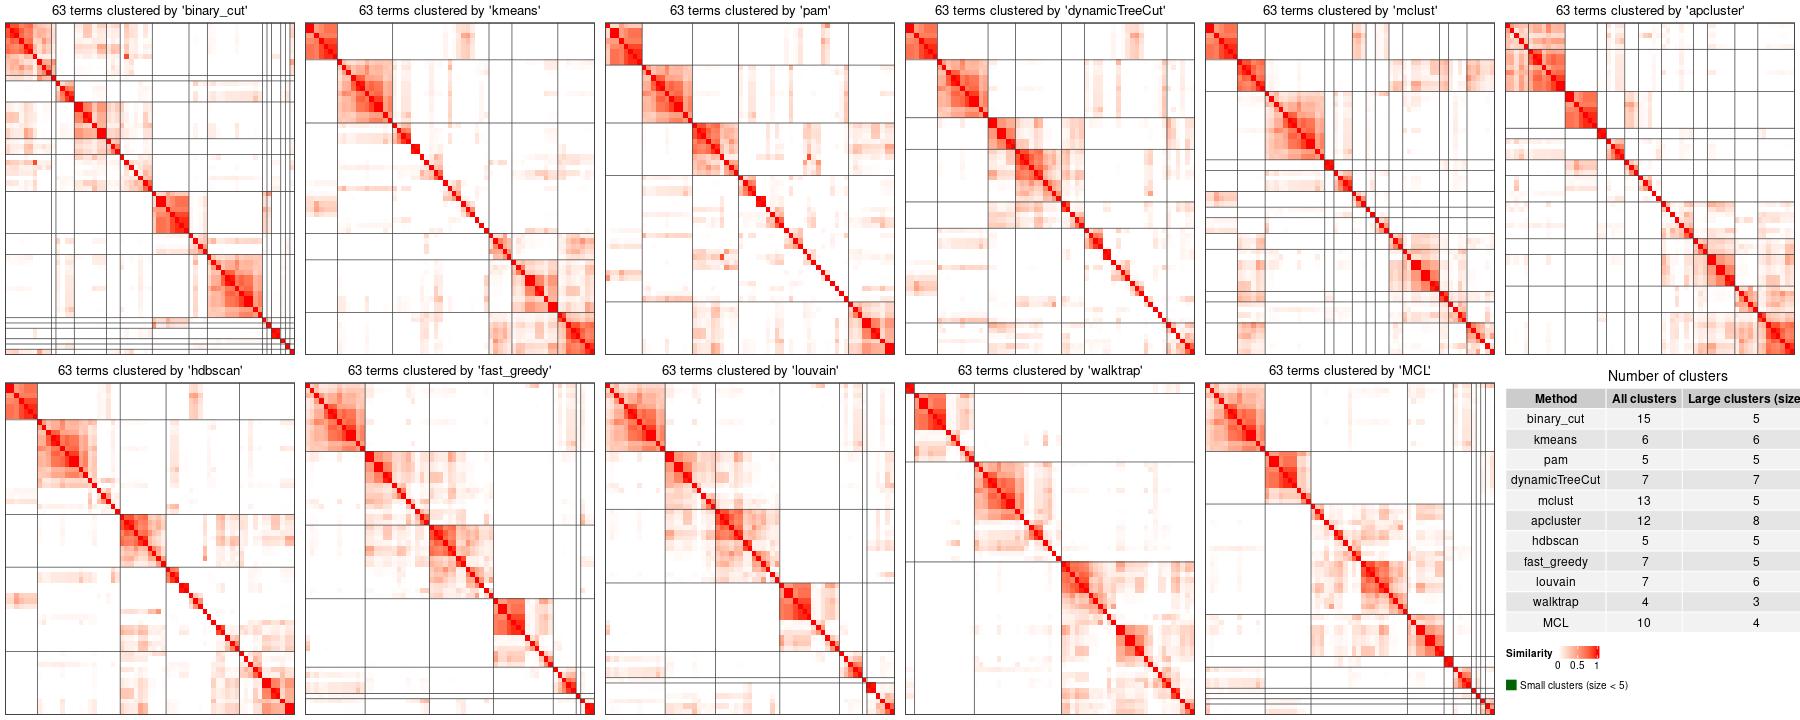 63 terms clustered by 'binary_cut'
63 terms clustered by 'kmeans'
63 terms clustered by 'pam'
63 terms clustered by 'dynamicTreeCut'
63 terms clustered by 'mclust'
63 terms clustered by 'apcluster'
63 terms clustered by 'hdbscan'
63 terms clustered by 'fast_greedy'
63 terms clustered by 'louvain'
63 terms clustered by 'walktrap'
63 terms clustered by 'MCL'
Number of clusters
Method All clusters Large clusters (size
binary_cut 15 5
kmeans 6 6
pam 5 5
dynamicTreeCut 7 7
mclust 13 5
apcluster 12 8
hdbscan 5 5
fast_greedy 7 5
louvain 7 6
walktrap 4 3
MCL 10 4
Similarity
0 0.5 1
Small clusters (size < 5)